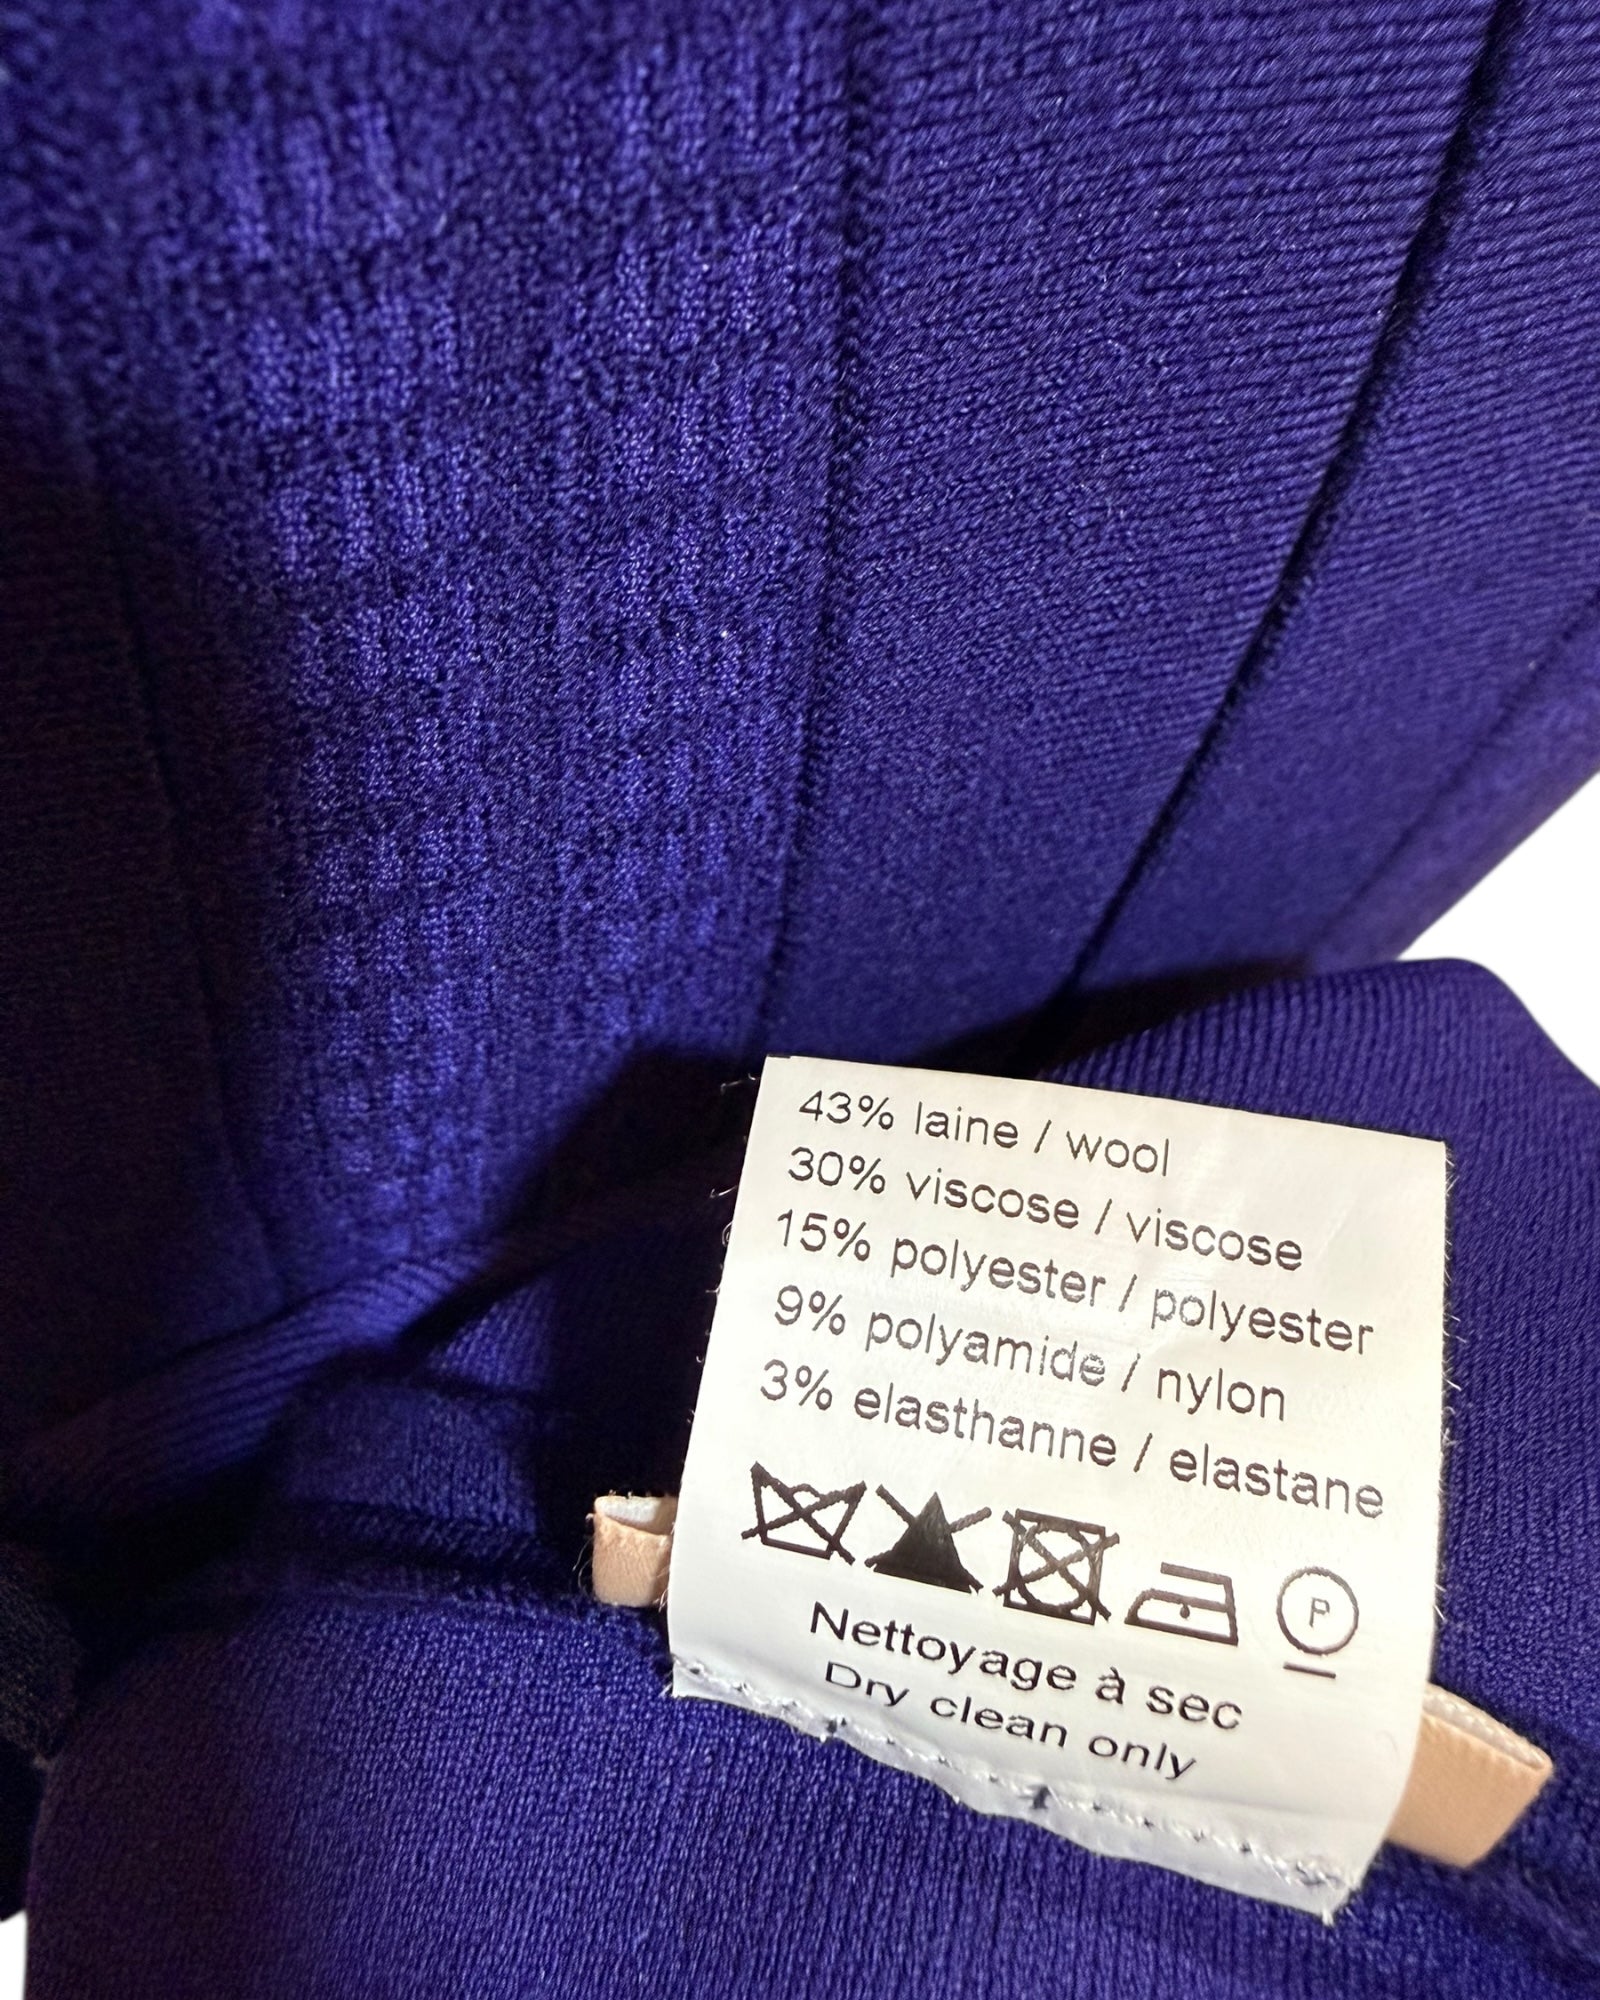 43% laine / wool
30% viscose / viscose
15% polyester / polyester
9% polyamide / nylon
3% elasthanne / elastane
P
Nettoyage à sec
Dry clean only